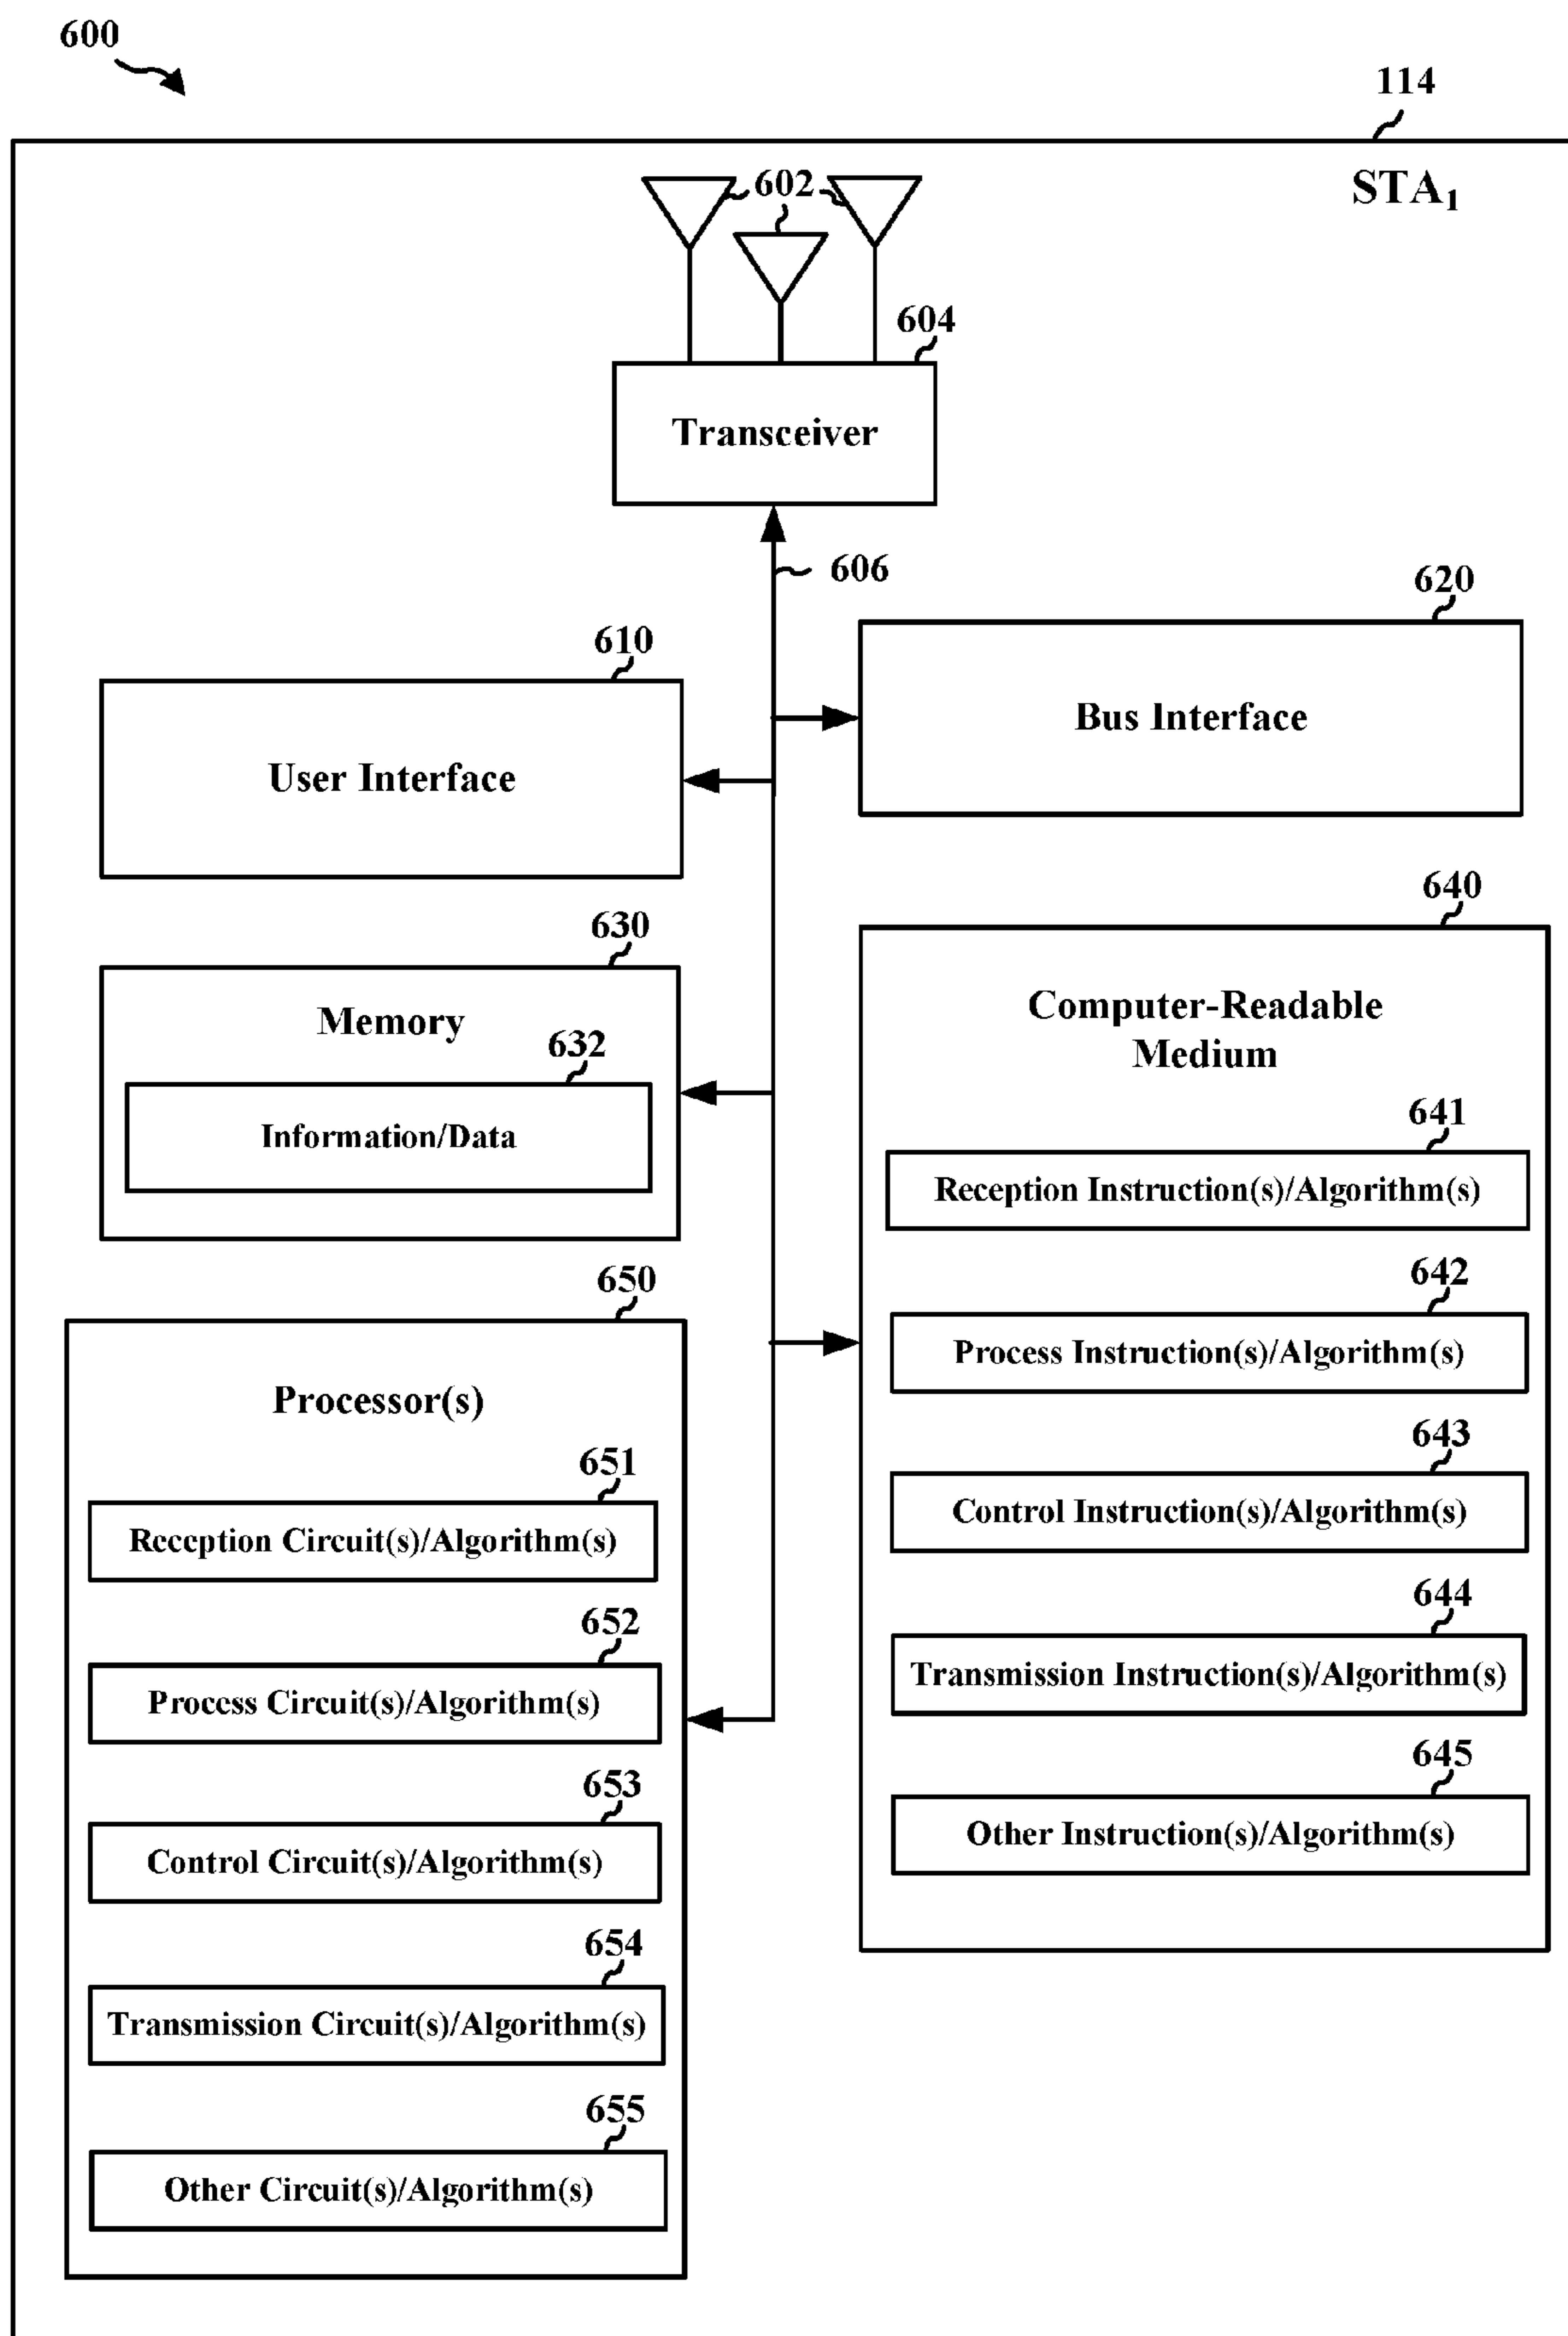 600
114
STA₁
602
604
Transceiver
606
620
Bus Interface
610
User Interface
640
630
Computer-Readable
Medium
Memory
632
Information/Data
641
Reception Instruction(s)/Algorithm(s)
642
Process Instruction(s)/Algorithm(s)
650
Processor(s)
643
Control Instruction(s)/Algorithm(s)
651
Reception Circuit(s)/Algorithm(s)
644
Transmission Instruction(s)/Algorithm(s)
652
Process Circuit(s)/Algorithm(s)
645
Other Instruction(s)/Algorithm(s)
653
Control Circuit(s)/Algorithm(s)
654
Transmission Circuit(s)/Algorithm(s)
655
Other Circuit(s)/Algorithm(s)